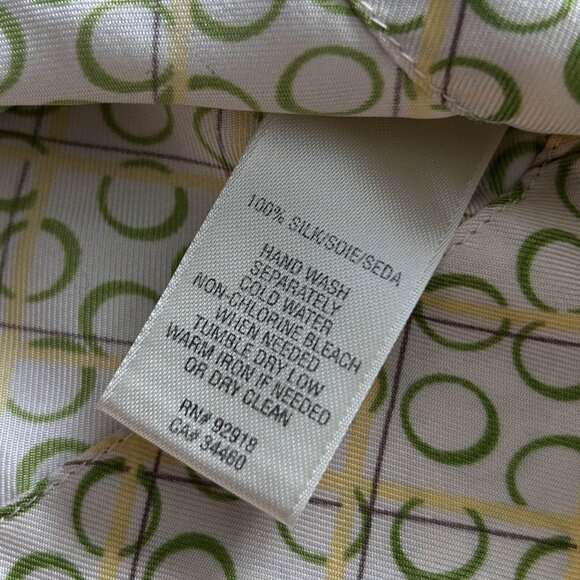 100% SILK/SOIE/SEDA
HAND WASH
SEPARATELY
COLD WATER
NON-CHLORINE BLEACH
WHEN NEEDED
TUMBLE DRY LOW
WARM IRON IF NEEDED
OR DRY CLEAN
RN# 92918
CA# 34460